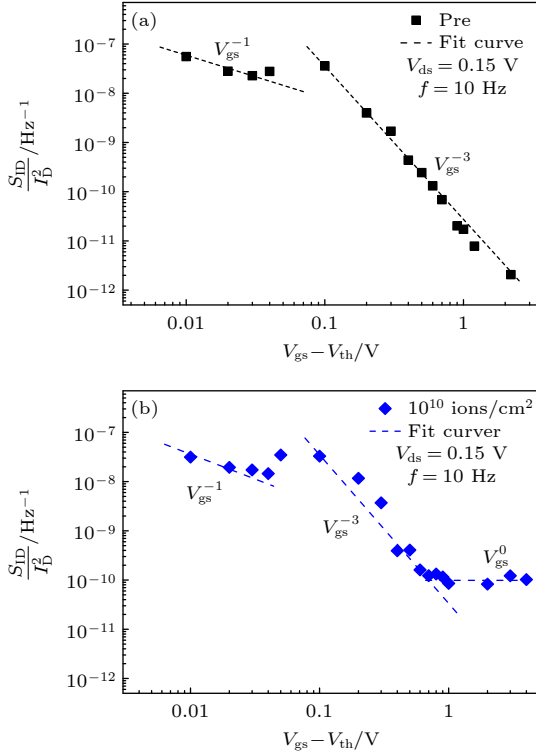 (a)
Pre
Fit curve
V_ds = 0.15 V
f = 10 Hz
V_gs^−1
V_gs^−3
10^−7
10^−8
10^−9
10^−10
10^−11
10^−12
S_ID/I_D^2/Hz^−1
0.01 0.1 1
V_gs−V_th/V
(b)
10^10 ions/cm^2
Fit curver
V_ds = 0.15 V
f = 10 Hz
V_gs^−1
V_gs^−3
V_gs^0
10^−6
10^−7
10^−8
10^−9
10^−10
10^−11
10^−12
S_ID/I_D^2/Hz^−1
0.01 0.1 1
V_gs−V_th/V